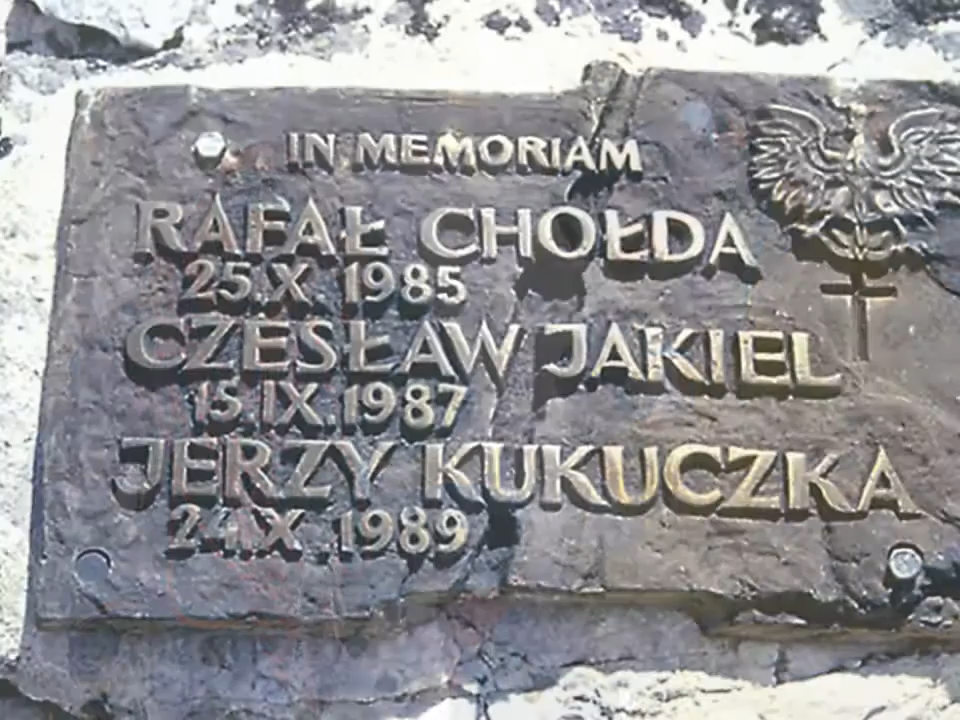 IN MEMORIAM
RAFAŁ CHOŁDA
25.X.1985
CZESŁAW JAKIEL
15.IX.1987
JERZY KUKUCZKA
24.X.1989